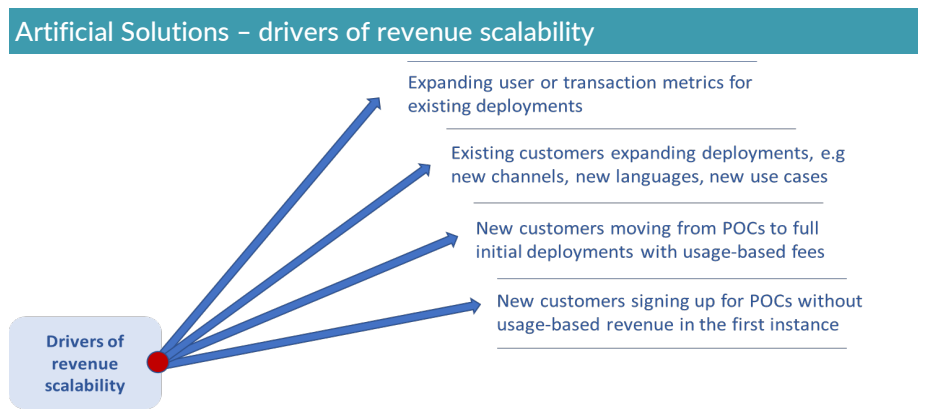 Artificial Solutions – drivers of revenue scalability
Expanding user or transaction metrics for
existing deployments
Existing customers expanding deployments, e.g
new channels, new languages, new use cases
New customers moving from POCs to full
initial deployments with usage-based fees
New customers signing up for POCs without
usage-based revenue in the first instance
Drivers of
revenue
scalability